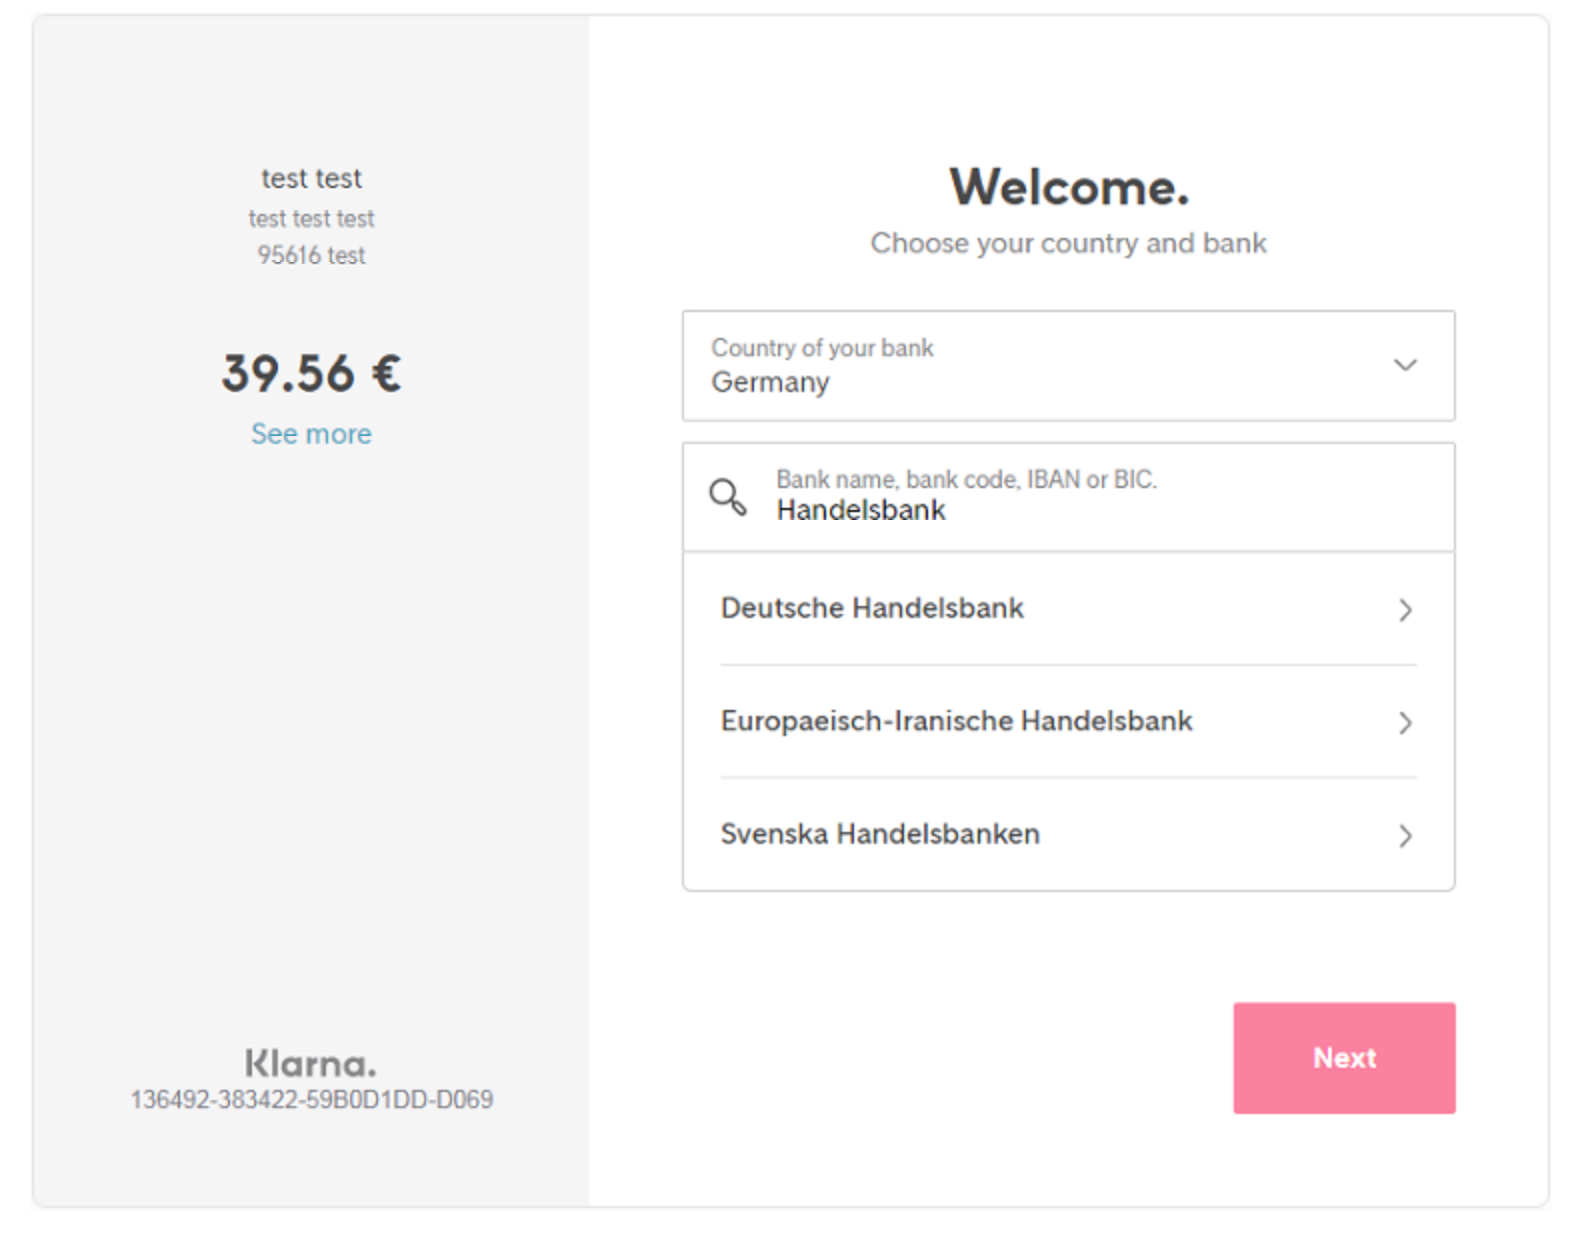 test test
test test test
95616 test
39.56 €
See more
Klarna.
136492-383422-59B0D1DD-D069
Welcome.
Choose your country and bank
Country of your bank
Germany
Bank name, bank code, IBAN or BIC.
Handelsbank
Deutsche Handelsbank
Europaeisch-Iranische Handelsbank
Svenska Handelsbanken
Next